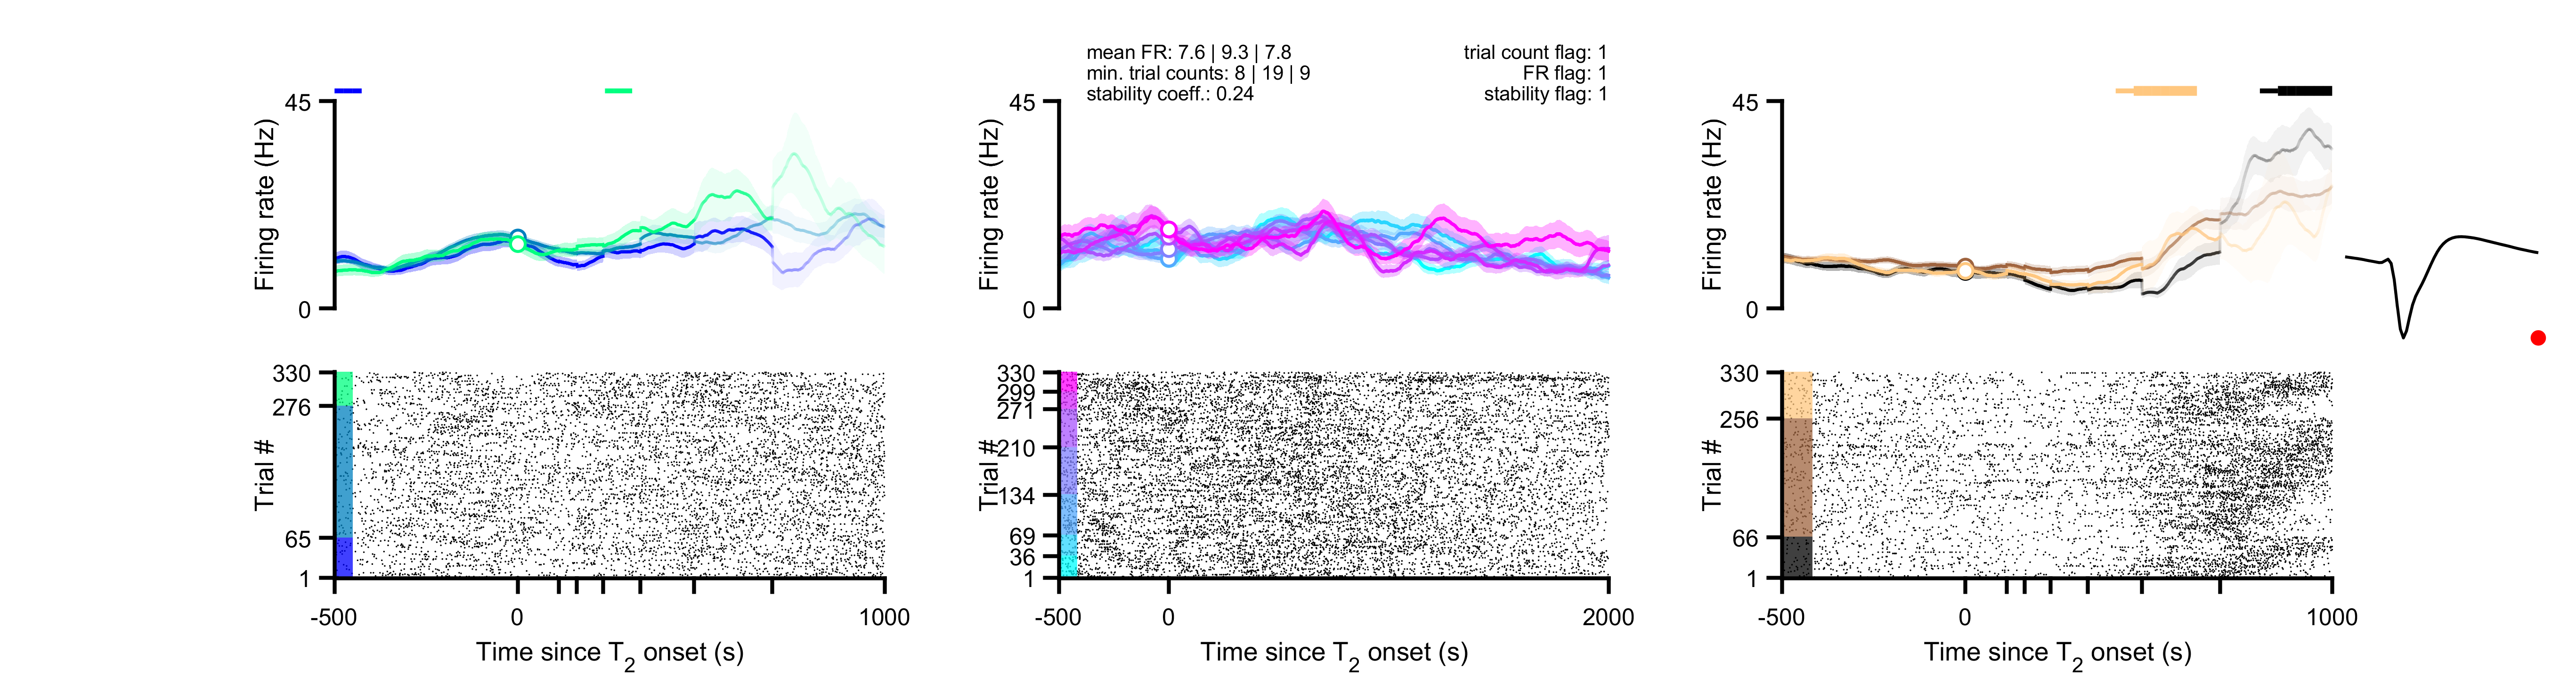 mean FR: 7.6 | 9.3 | 7.8
min. trial counts: 8 | 19 | 9
stability coeff.: 0.24
trial count flag: 1
FR flag: 1
stability flag: 1
45
0
Firing rate (Hz)
330
276
65
1
Trial #
-500
0
1000
Time since T2 onset (s)
45
0
Firing rate (Hz)
330
299
271
210
134
69
36
1
Trial #
-500
0
2000
Time since T2 onset (s)
45
0
Firing rate (Hz)
330
256
66
1
Trial #
-500
0
1000
Time since T2 onset (s)